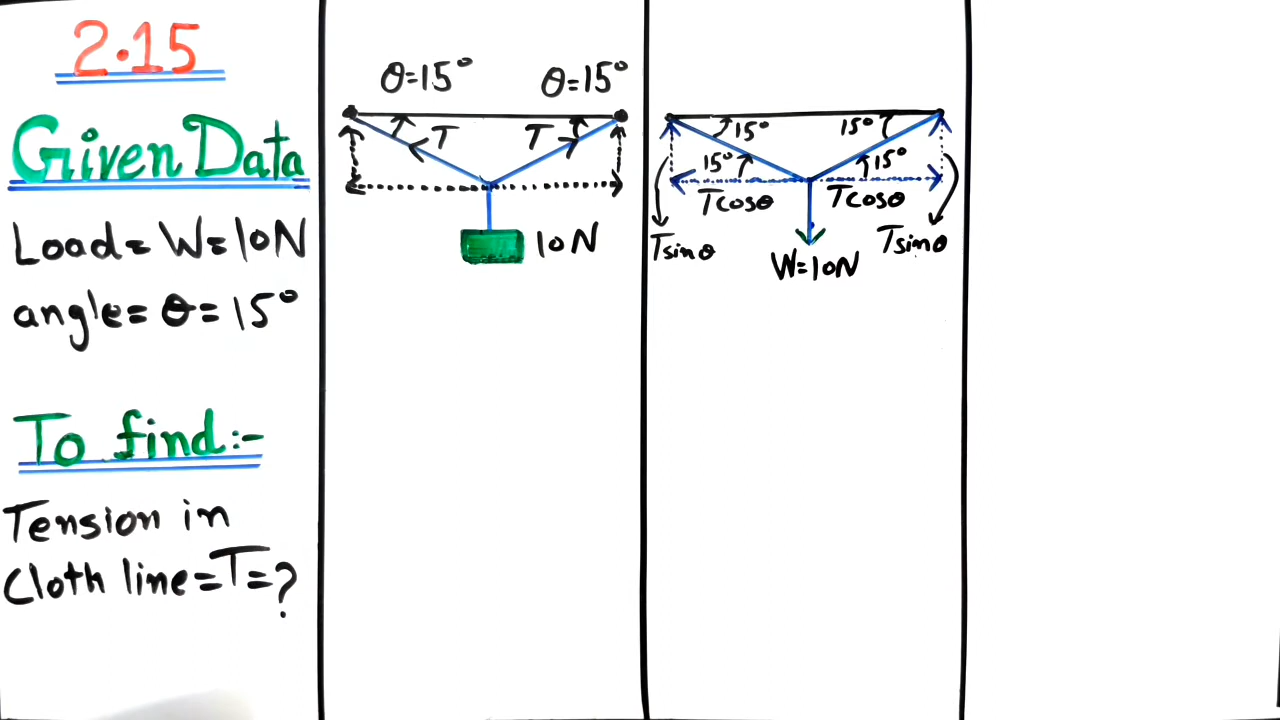 2.15
Given Data
Load= W= 10N
angle= θ= 15°
To find:-
Tension in
Cloth line=T=?
θ=15° θ=15°
T T
10N
15° 15°
15° 15°
Tcosθ Tcosθ
Tsinθ Tsinθ
W=10N